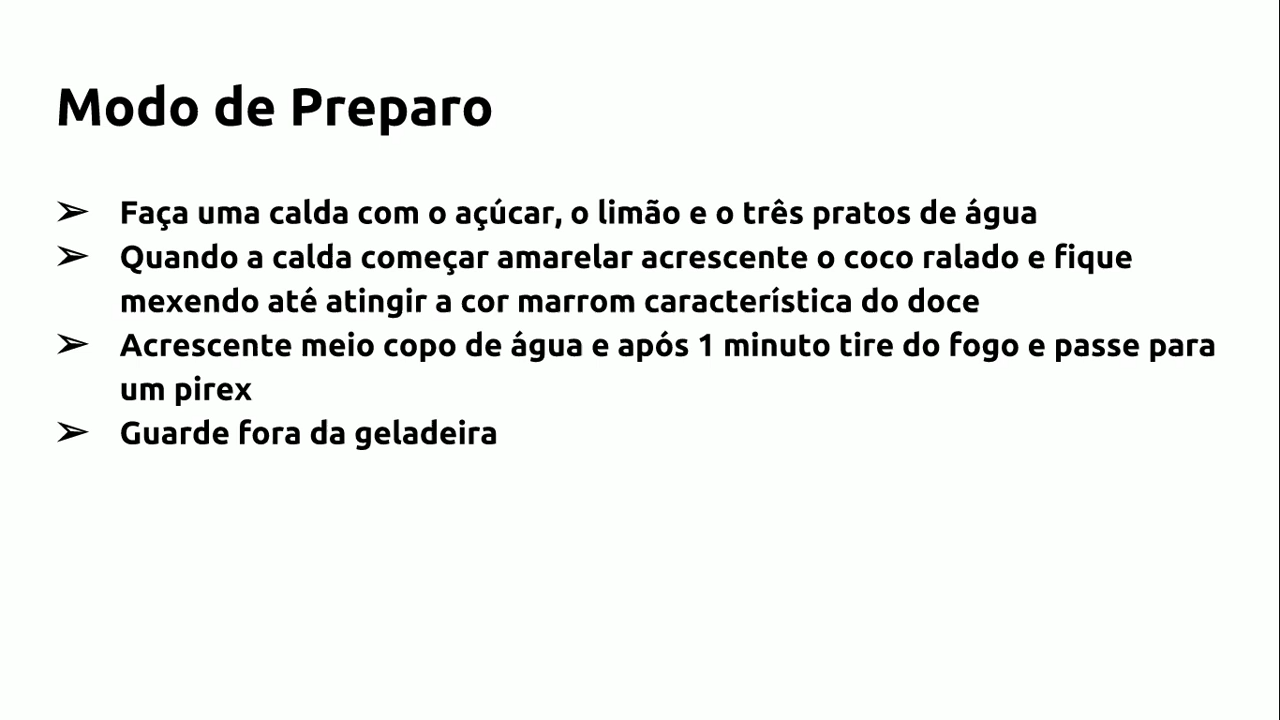 Modo de Preparo
➢ Faça uma calda com o açúcar, o limão e o três pratos de água
➢ Quando a calda começar amarelar acrescente o coco ralado e fique
mexendo até atingir a cor marrom característica do doce
➢ Acrescente meio copo de água e após 1 minuto tire do fogo e passe para
um pirex
➢ Guarde fora da geladeira